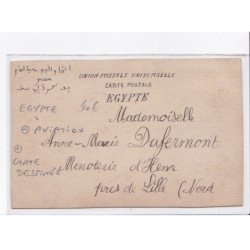 UNION POSTALE UNIVERSELLE
CARTE POSTALE
EGYPTE
EGYPTE
Mademoiselle
AVIATION
Anne-Marie Dufermont
CARTE
DESSINÉE
Minoterie d'Hem
près de Lille (Nord